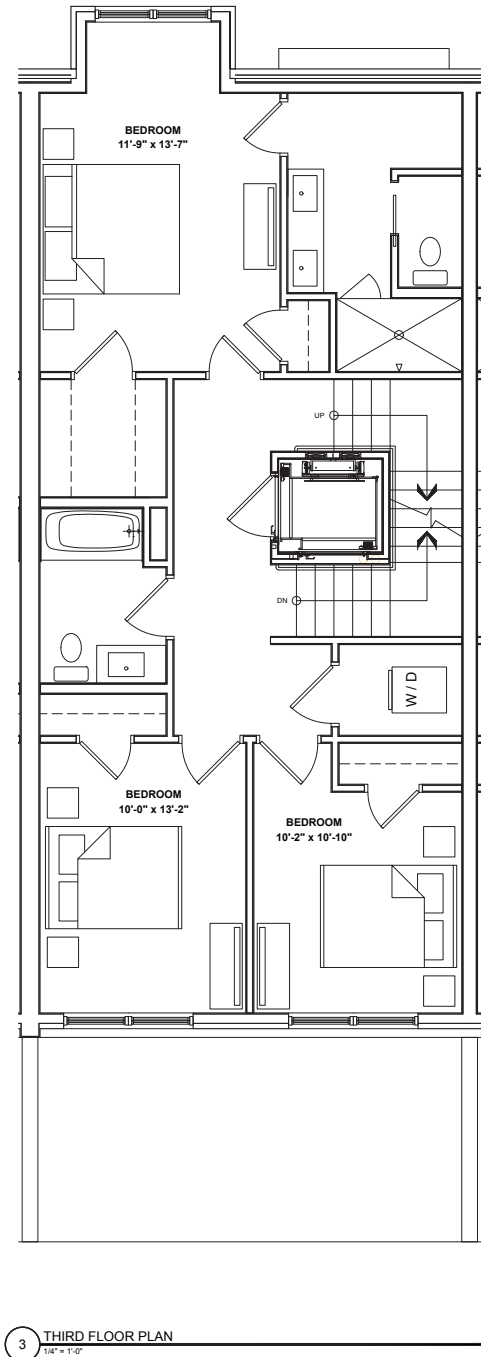 BEDROOM
11'-9" x 13'-7"
UP
DN
W / D
BEDROOM
10'-0" x 13'-2"
BEDROOM
10'-2" x 10'-10"
3
THIRD FLOOR PLAN
1/4" = 1'-0"